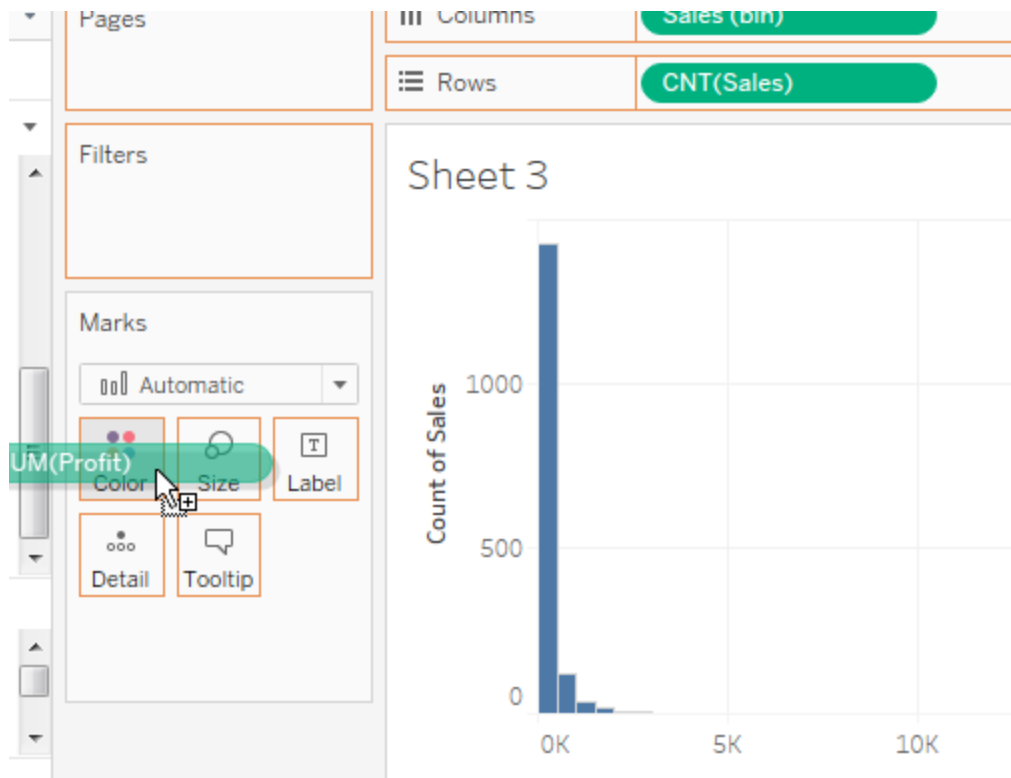 Pages
Columns
Sales (bin)
Rows
CNT(Sales)
Filters
Sheet 3
Marks
Automatic
UM(Profit)
Color
Size
T
Label
Detail
Tooltip
Count of Sales
1000
500
0
0K
5K
10K